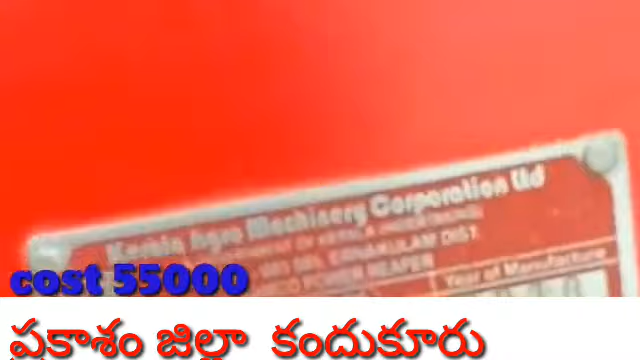 Kerala Agro Machinery Corporation Ltd
ERNAKULAM DIST.
POWER REAPER
Year of Manufacture
cost 55000
ప్రకాశం జిల్లా కందుకూరు